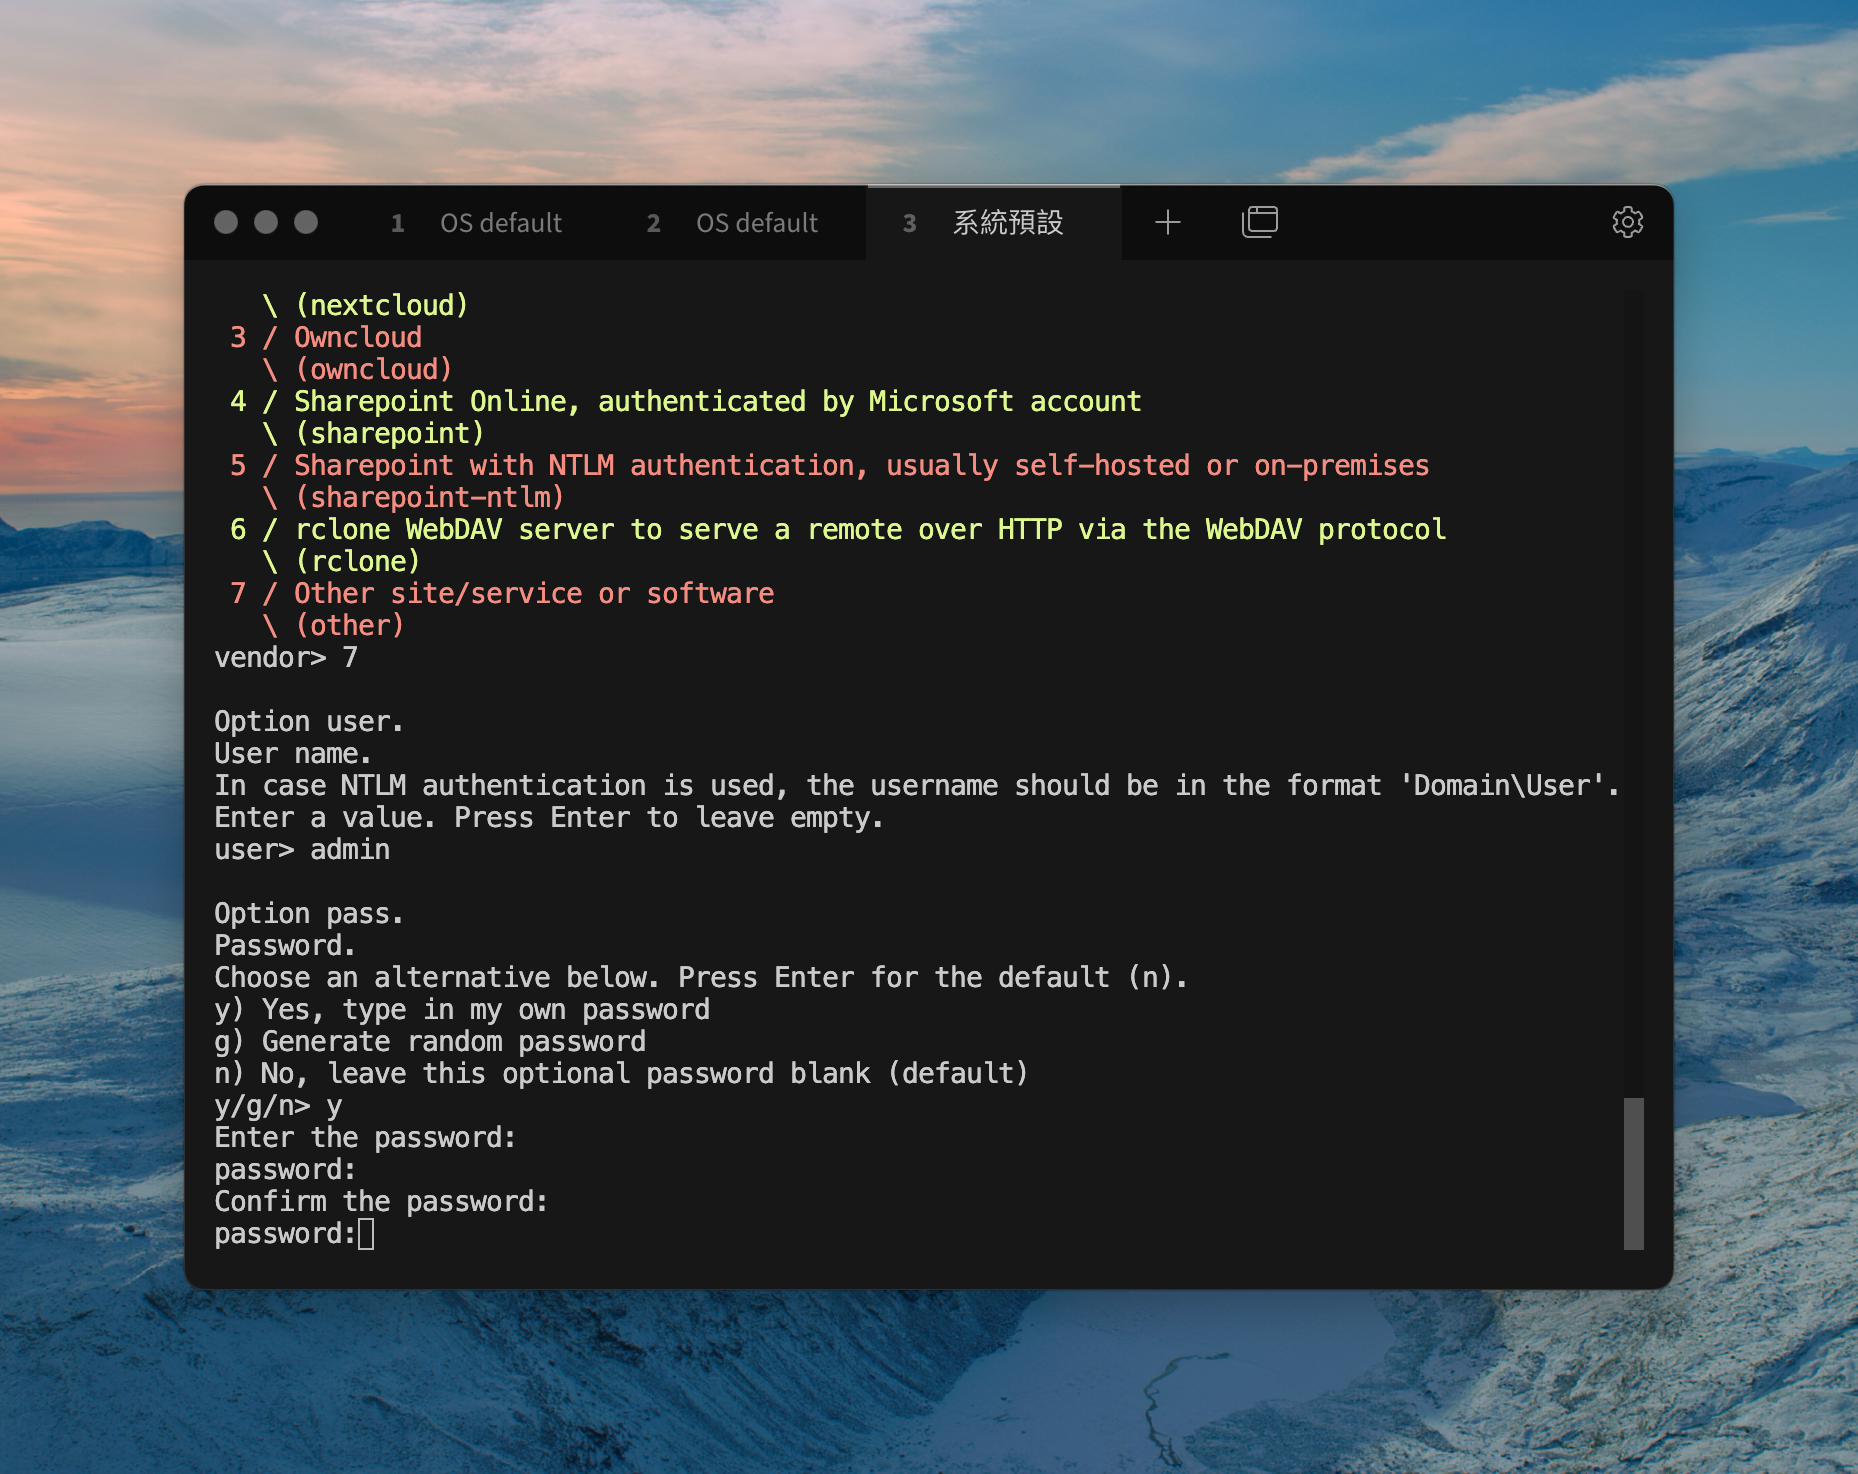 1 OS default 2 OS default 3 系統預設
\ (nextcloud)
3 / Owncloud
\ (owncloud)
4 / Sharepoint Online, authenticated by Microsoft account
\ (sharepoint)
5 / Sharepoint with NTLM authentication, usually self-hosted or on-premises
\ (sharepoint-ntlm)
6 / rclone WebDAV server to serve a remote over HTTP via the WebDAV protocol
\ (rclone)
7 / Other site/service or software
\ (other)
vendor> 7
Option user.
User name.
In case NTLM authentication is used, the username should be in the format 'Domain\User'.
Enter a value. Press Enter to leave empty.
user> admin
Option pass.
Password.
Choose an alternative below. Press Enter for the default (n).
y) Yes, type in my own password
g) Generate random password
n) No, leave this optional password blank (default)
y/g/n> y
Enter the password:
password:
Confirm the password:
password: